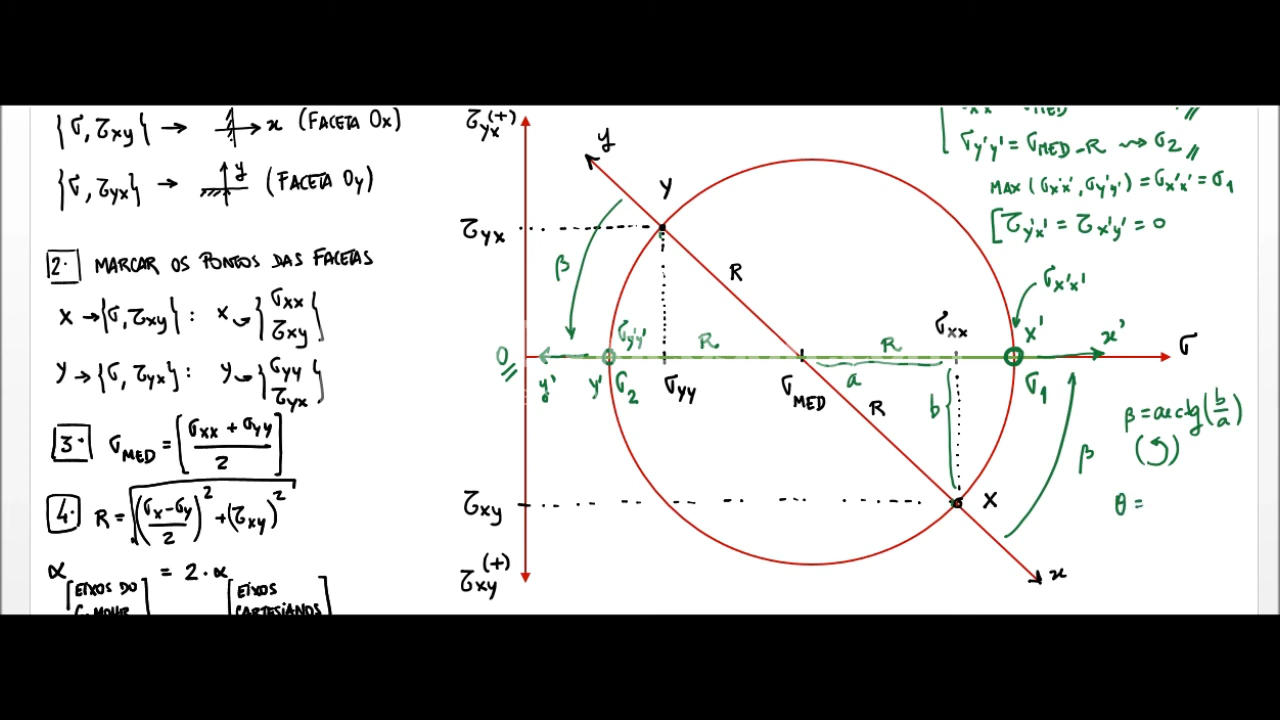 {σ, τxy} → x (FACETA Ox)
{σ, τyx} → y (FACETA Oy)
2. MARCAR OS PONTOS DAS FACETAS
X → {σ, τxy} : X → {σxx
τxy}
Y → {σ, τyx} : Y → {σyy
τyx}
3. σMED = [(σxx + σyy) / 2]
4. R = √(((σx - σy) / 2)² + (τxy)²)
α [EIXOS DO C. MOHR] = 2·α [EIXOS CARTESIANOS]
τyx (+)
y
Y
τyx
β
R
0
σy'y'
R
σxx
R
σx'x'
X'
x'
σ
y'
y'
σ2
σyy
σMED
a
R
b
σ1
β
τxy
X
τxy (+)
x
σy'y' = σMED - R ⇝ σ2 //
MAX (σx'x', σy'y') = σx'x' = σ1
[τy'x' = τx'y' = 0
β = arctg(b/a)
(↺)
θ =